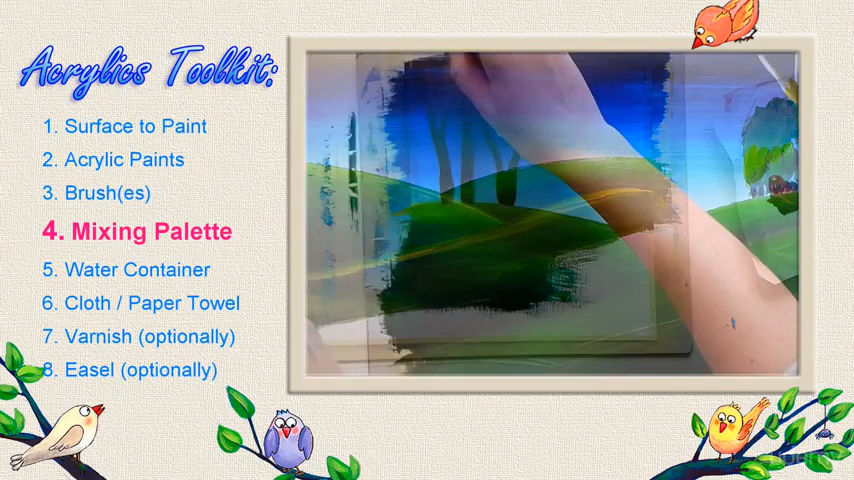 Acrylics Toolkit:
1. Surface to Paint
2. Acrylic Paints
3. Brush(es)
4. Mixing Palette
5. Water Container
6. Cloth / Paper Towel
7. Varnish (optionally)
8. Easel (optionally)